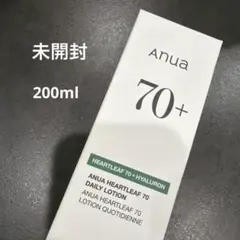 未開封
200ml
Anua
70+
HEARTLEAF 70 + HYALURON
ANUA HEARTLEAF 70
DAILY LOTION
ANUA HEARTLEAF 70
LOTION QUOTIDIENNE